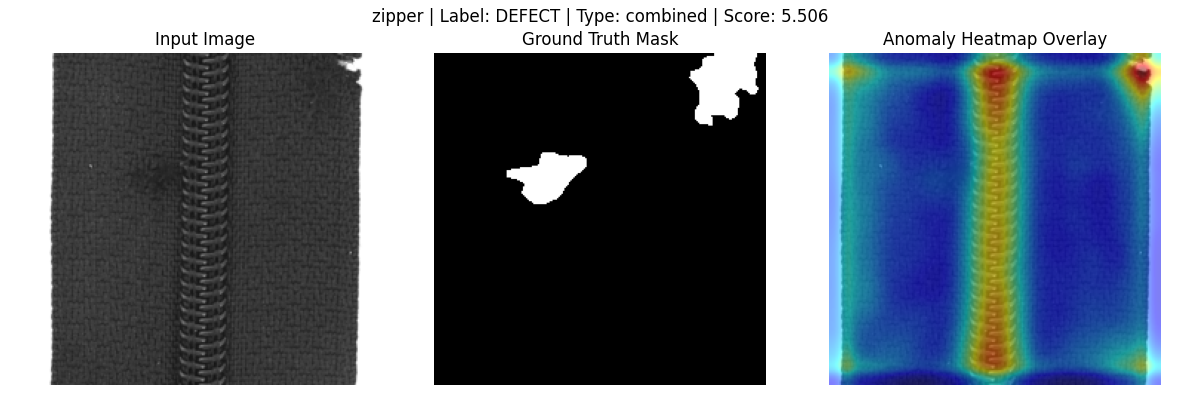 zipper | Label: DEFECT | Type: combined | Score: 5.506
Input Image
Ground Truth Mask
Anomaly Heatmap Overlay